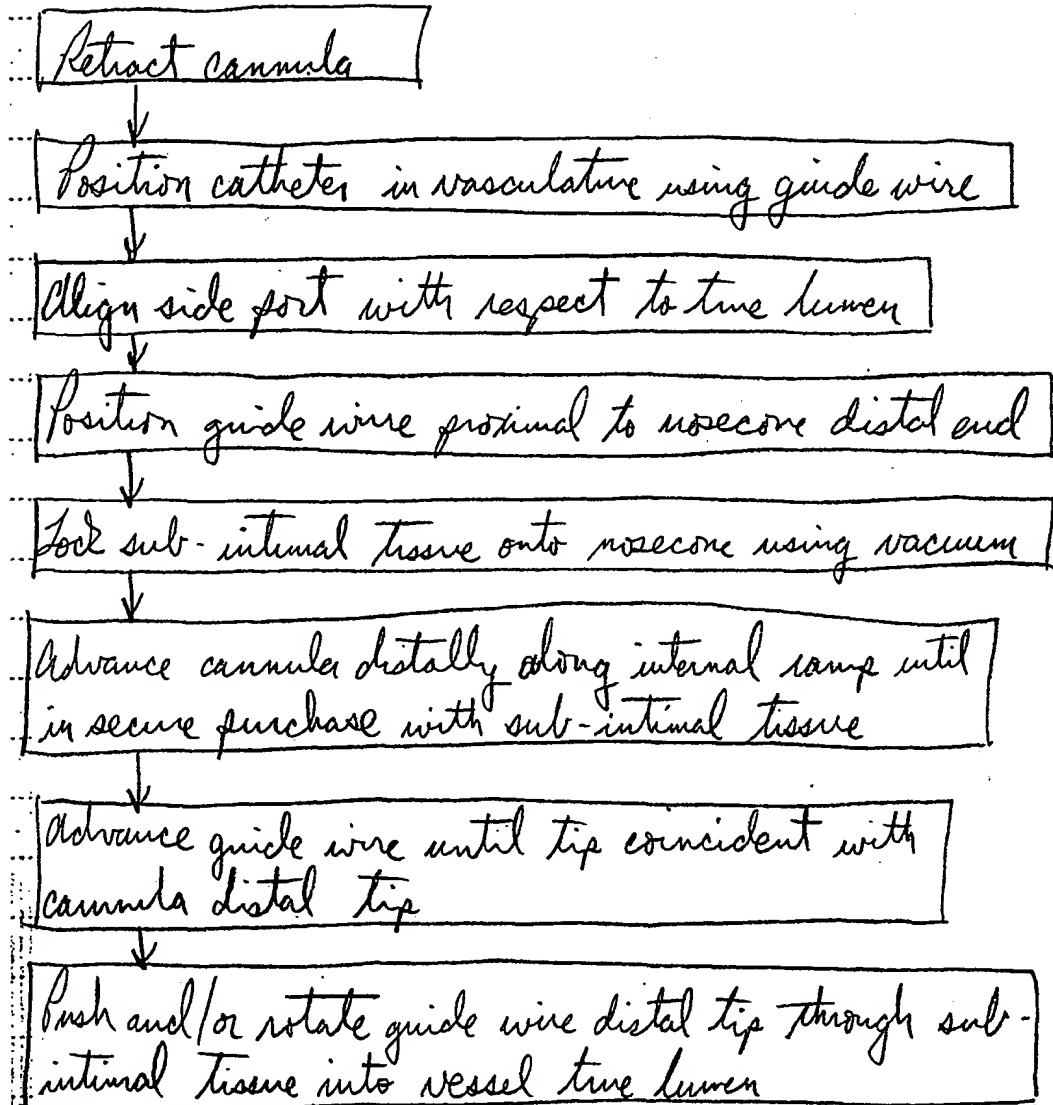 Retract cannula
Position catheter in vasculature using guide wire
Align side port with respect to true lumen
Position guide wire proximal to nosecone distal end
Lock sub-intimal tissue onto nosecone using vacuum
Advance cannula distally along internal ramp until
in secure purchase with sub-intimal tissue
Advance guide wire until tip coincident with
cannula distal tip
Push and/or rotate guide wire distal tip through sub-
intimal tissue into vessel true lumen